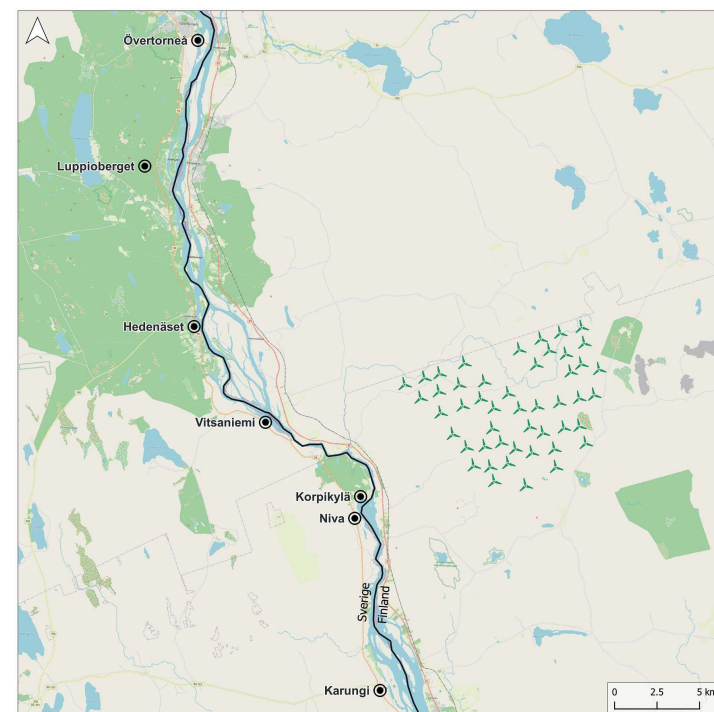 Övertorneå
Luppioberget
Hedenäset
Vitsaniemi
Korpikylä
Niva
Sverige
Finland
Karungi
0 2.5 5 km